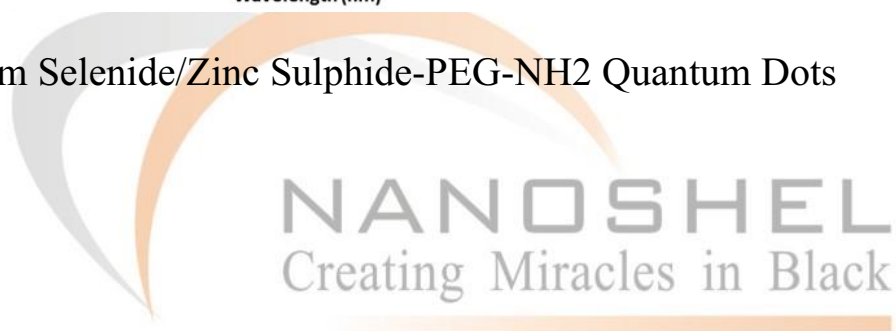 m Selenide/Zinc Sulphide-PEG-NH2 Quantum Dots
NANOSHEL
Creating Miracles in Black